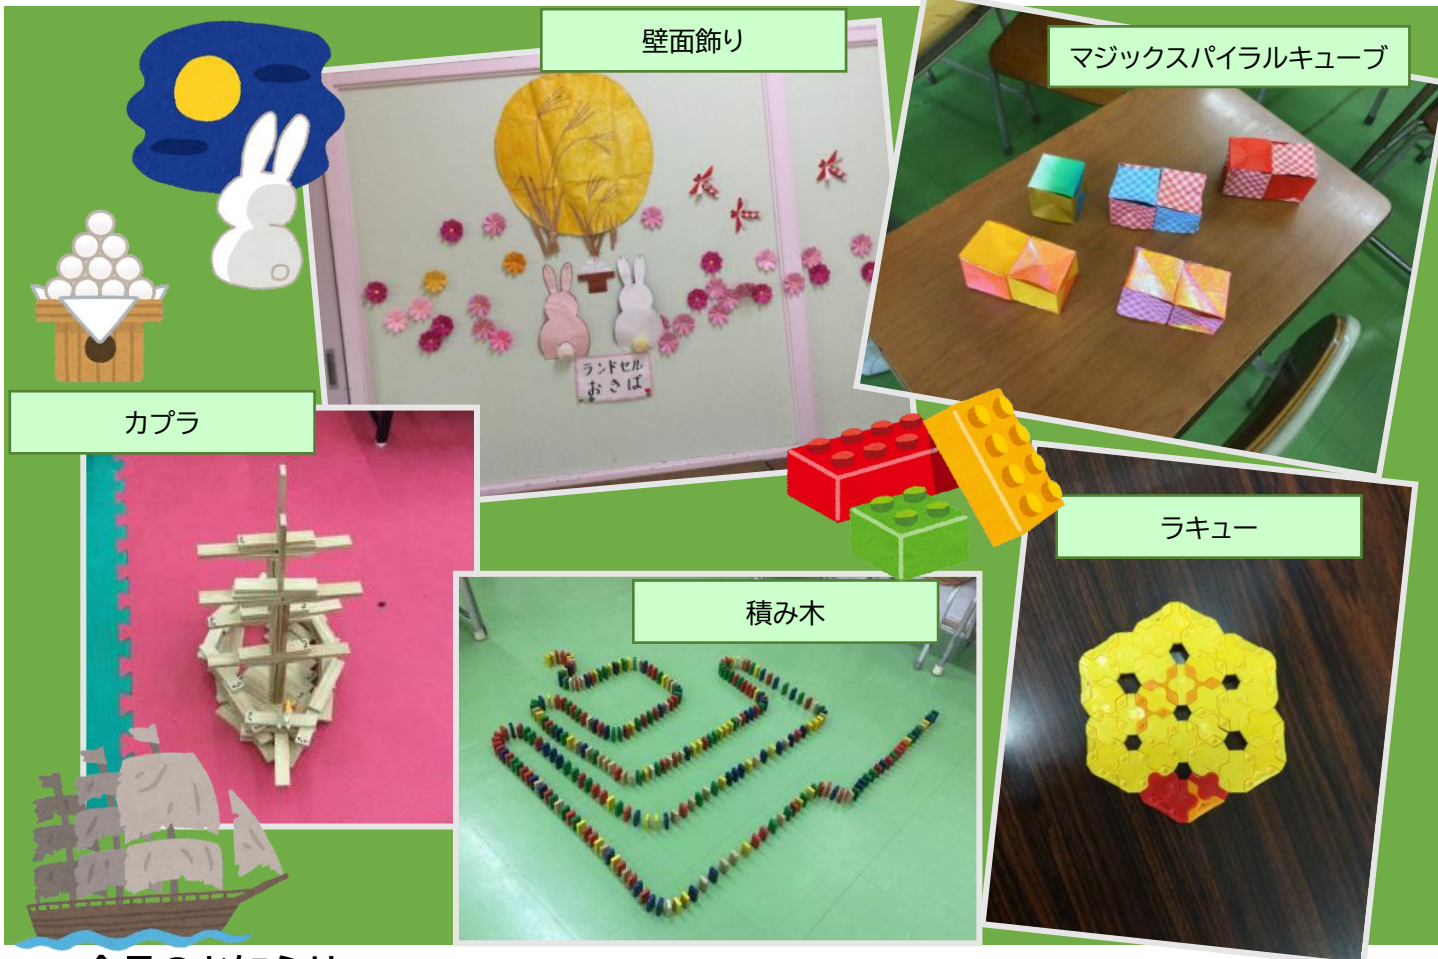 壁面飾り
マジックスパイラルキューブ
ランドセル
おきば
カプラ
ラキュー
積み木